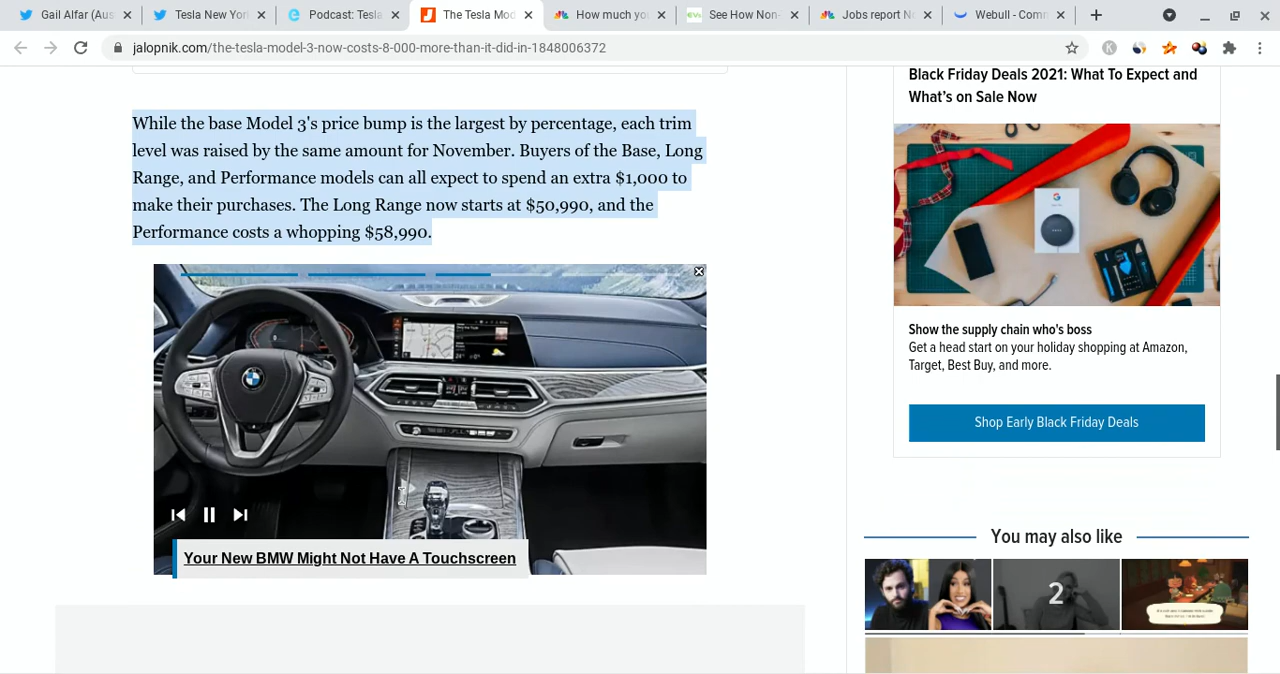 Gail Alfar (Aus
Tesla New Yor
Podcast: Tesla
The Tesla Mod
How much yo
See How Non-
Jobs report N
Webull - Com
jalopnik.com/the-tesla-model-3-now-costs-8-000-more-than-it-did-in-1848006372
K
While the base Model 3's price bump is the largest by percentage, each trim
level was raised by the same amount for November. Buyers of the Base, Long
Range, and Performance models can all expect to spend an extra $1,000 to
make their purchases. The Long Range now starts at $50,990, and the
Performance costs a whopping $58,990.
Your New BMW Might Not Have A Touchscreen
Black Friday Deals 2021: What To Expect and
What's on Sale Now
Show the supply chain who's boss
Get a head start on your holiday shopping at Amazon,
Target, Best Buy, and more.
Shop Early Black Friday Deals
You may also like
2